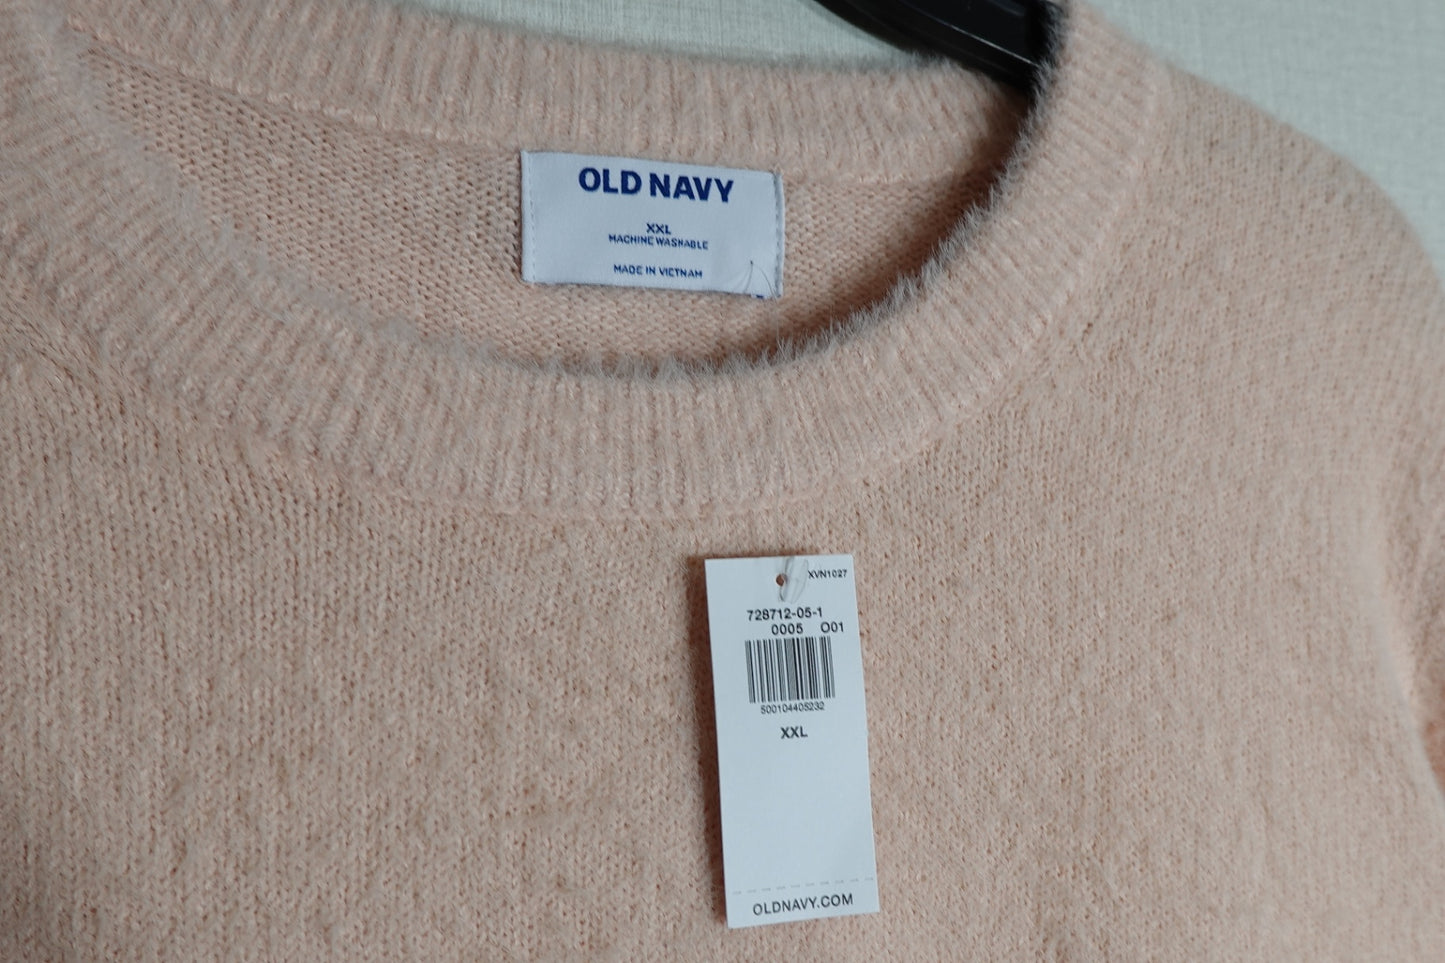 OLD NAVY
XXL
MACHINE WASHABLE
MADE IN VIETNAM
XVN1027
728712-05-1
0005 O01
500104405232
XXL
OLDNAVY.COM